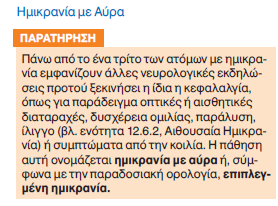 Ημικρανία με Αύρα
ΠΑΡΑΤΗΡΗΣΗ
Πάνω από το ένα τρίτο των ατόμων με ημικρα-
νία εμφανίζουν άλλες νευρολογικές εκδηλώ-
σεις προτού ξεκινήσει η ίδια η κεφαλαλγία,
όπως για παράδειγμα οπτικές ή αισθητικές
διαταραχές, δυσχέρεια ομιλίας, παράλυση,
ίλιγγο (βλ. ενότητα 12.6.2, Αιθουσαία Ημικρα-
νία) ή συμπτώματα από την κοιλία. Η πάθηση
αυτή ονομάζεται ημικρανία με αύρα ή, σύμ-
φωνα με την παραδοσιακή ορολογία, επιπλεγ-
μένη ημικρανία.